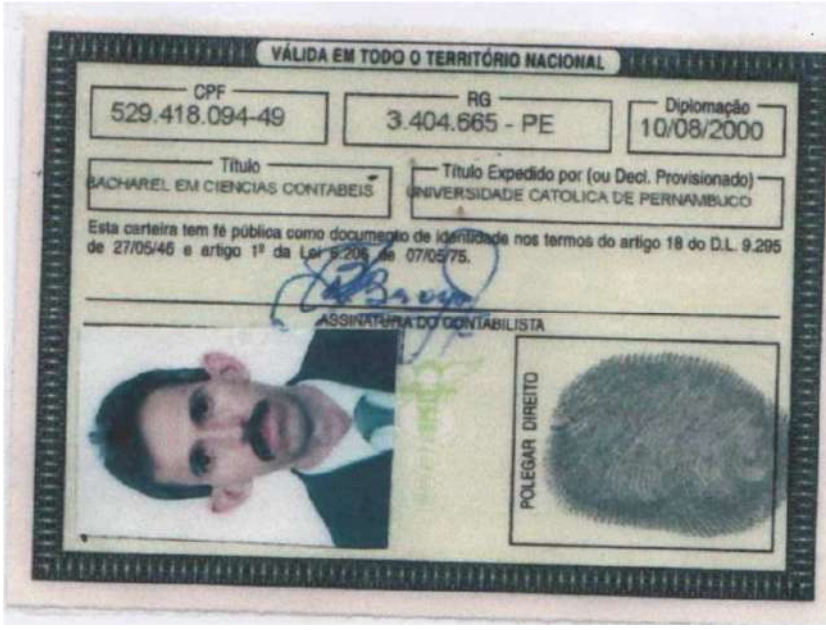 VÁLIDA EM TODO O TERRITÓRIO NACIONAL
CPF
529.418.094-49
RG
3.404.665 - PE
Diplomação
10/08/2000
Título
BACHAREL EM CIENCIAS CONTABEIS
Título Expedido por (ou Decl. Provisionado)
UNIVERSIDADE CATOLICA DE PERNAMBUCO
Esta carteira tem fé pública como documento de identidade nos termos do artigo 18 do D.L. 9.295
de 27/05/46 e artigo 1º da Lei 6.206 de 07/05/75.
ASSINATURA DO CONTABILISTA
POLEGAR DIREITO